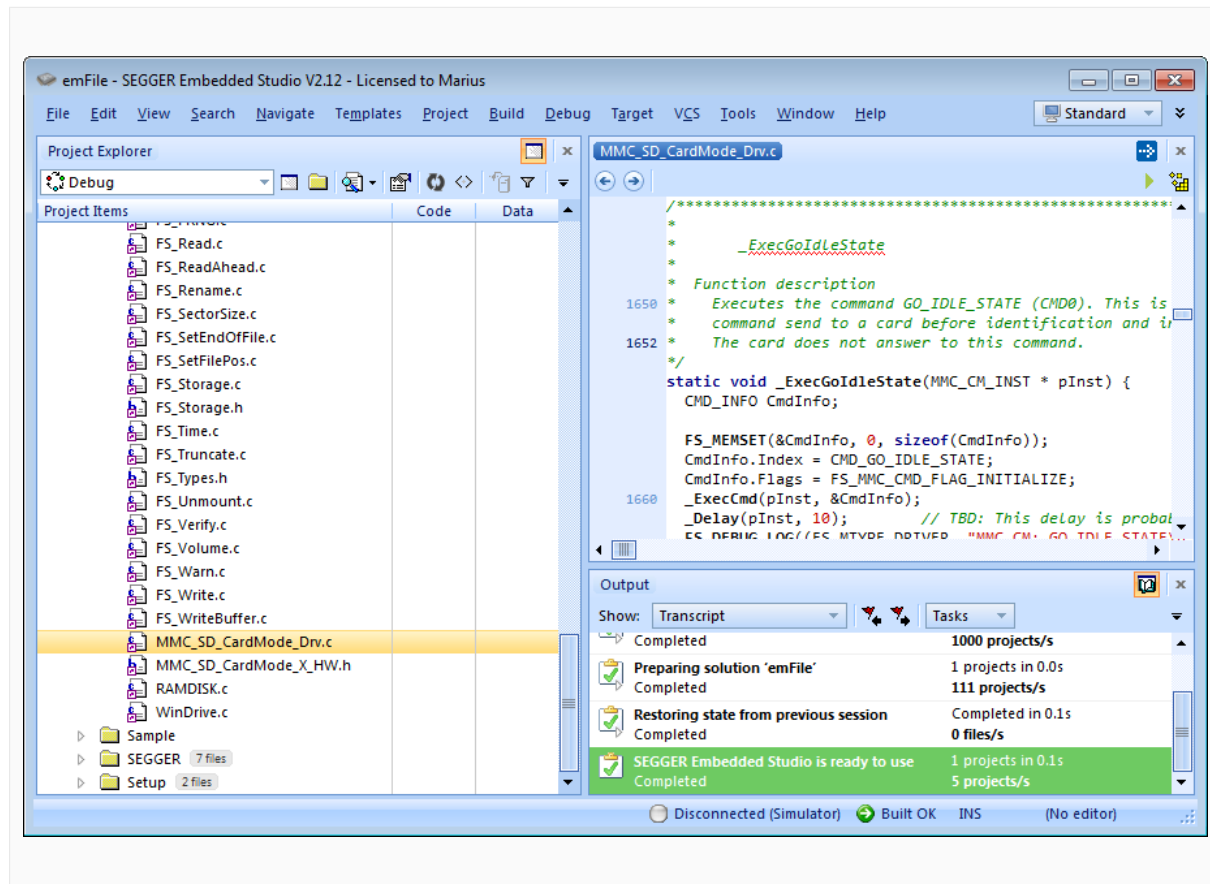 emFile - SEGGER Embedded Studio V2.12 - Licensed to Marius
File Edit View Search Navigate Templates Project Build Debug Target VCS Tools Window Help Standard
Project Explorer
Debug
Project Items Code Data
FS_Read.c
FS_ReadAhead.c
FS_Rename.c
FS_SectorSize.c
FS_SetEndOfFile.c
FS_SetFilePos.c
FS_Storage.c
FS_Storage.h
FS_Time.c
FS_Truncate.c
FS_Types.h
FS_Unmount.c
FS_Verify.c
FS_Volume.c
FS_Warn.c
FS_Write.c
FS_WriteBuffer.c
MMC_SD_CardMode_Drv.c
MMC_SD_CardMode_X_HW.h
RAMDISK.c
WinDrive.c
Sample
SEGGER 7 files
Setup 2 files
MMC_SD_CardMode_Drv.c
/*******************************************************
*
* _ExecGoIdleState
*
* Function description
1650 * Executes the command GO_IDLE_STATE (CMD0). This is
* command send to a card before identification and
1652 * The card does not answer to this command.
*/
static void _ExecGoIdleState(MMC_CM_INST * pInst) {
CMD_INFO CmdInfo;
FS_MEMSET(&CmdInfo, 0, sizeof(CmdInfo));
CmdInfo.Index = CMD_GO_IDLE_STATE;
CmdInfo.Flags = FS_MMC_CMD_FLAG_INITIALIZE;
1660 _ExecCmd(pInst, &CmdInfo);
_Delay(pInst, 10); // TBD: This delay is
FS_DEBUG_LOG((FS_MTYPE_DRIVER, "MMC_CM: GO_IDLE_STATE
Output
Show: Transcript Tasks
Completed 1000 projects/s
Preparing solution 'emFile' 1 projects in 0.0s
Completed 111 projects/s
Restoring state from previous session Completed in 0.1s
Completed 0 files/s
SEGGER Embedded Studio is ready to use 1 projects in 0.1s
Completed 5 projects/s
Disconnected (Simulator) Built OK INS (No editor)